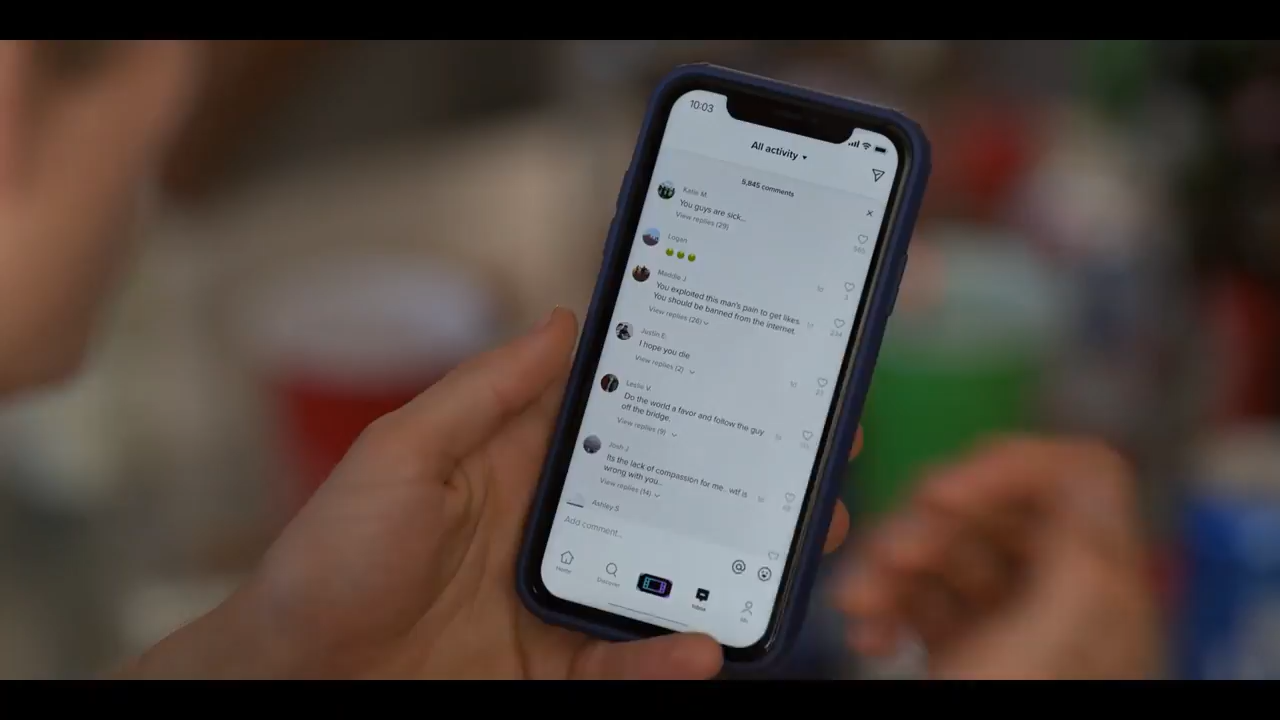 10:03
All activity
5,845 comments
Katie M.
You guys are sick...
View replies (29)
Logan
Maddie J
You exploited this man's pain to get likes.
You should be banned from the internet.
View replies (26)
Justin E.
I hope you die
View replies (2)
Leslie V.
Do the world a favor and follow the guy
off the bridge.
View replies (9)
Josh J
Its the lack of compassion for me.. wtf is
wrong with you...
View replies (14)
Ashley S
Add comment...
Home
Discover
Inbox
Me